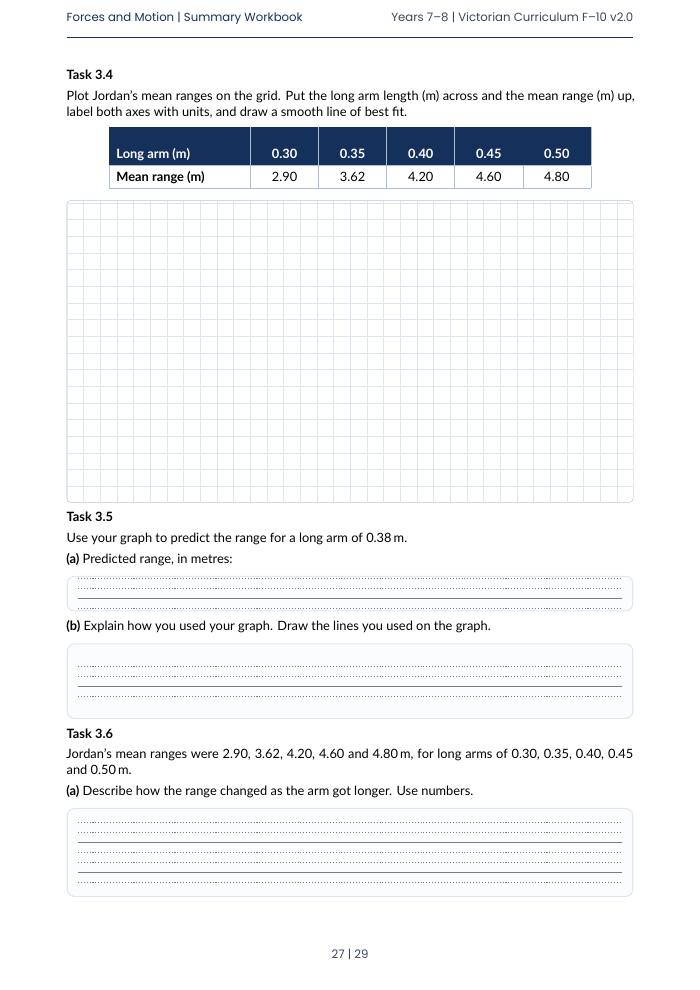 Forces and Motion | Summary Workbook Years 7–8 | Victorian Curriculum F–10 v2.0
Task 3.4
Plot Jordan's mean ranges on the grid. Put the long arm length (m) across and the mean range (m) up,
label both axes with units, and draw a smooth line of best fit.
Long arm (m) 0.30 0.35 0.40 0.45 0.50
Mean range (m) 2.90 3.62 4.20 4.60 4.80
Task 3.5
Use your graph to predict the range for a long arm of 0.38 m.
(a) Predicted range, in metres:
(b) Explain how you used your graph. Draw the lines you used on the graph.
Task 3.6
Jordan's mean ranges were 2.90, 3.62, 4.20, 4.60 and 4.80 m, for long arms of 0.30, 0.35, 0.40, 0.45
and 0.50 m.
(a) Describe how the range changed as the arm got longer. Use numbers.
27 | 29